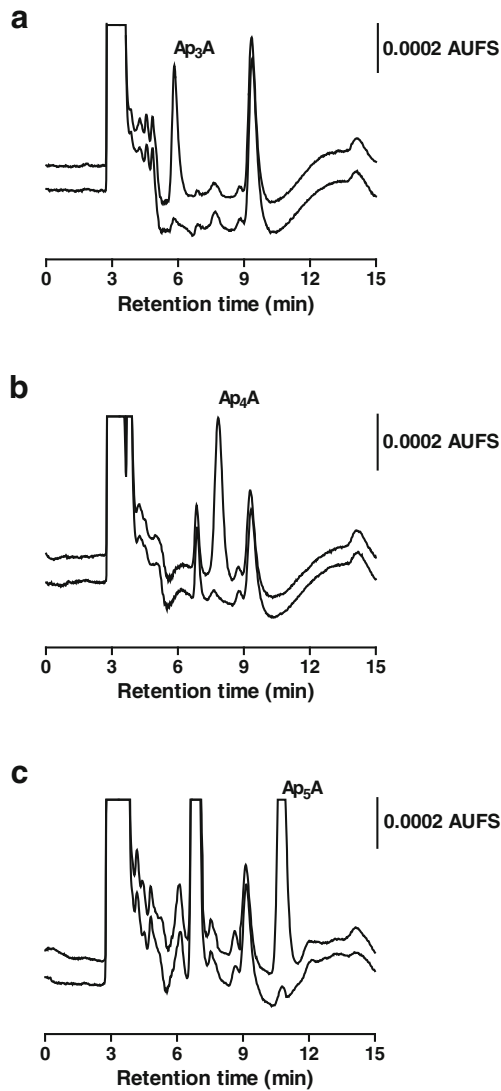 a
Ap₃A
0.0002 AUFS
0 3 6 9 12 15
Retention time (min)
b
Ap₄A
0.0002 AUFS
0 3 6 9 12 15
Retention time (min)
c
Ap₅A
0.0002 AUFS
0 3 6 9 12 15
Retention time (min)